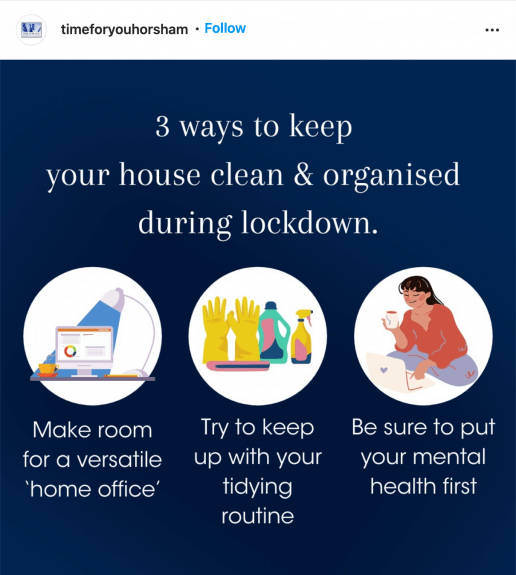 timeforyouhorsham • Follow
3 ways to keep
your house clean & organised
during lockdown.
Make room
for a versatile
‘home office’
Try to keep
up with your
tidying
routine
Be sure to put
your mental
health first